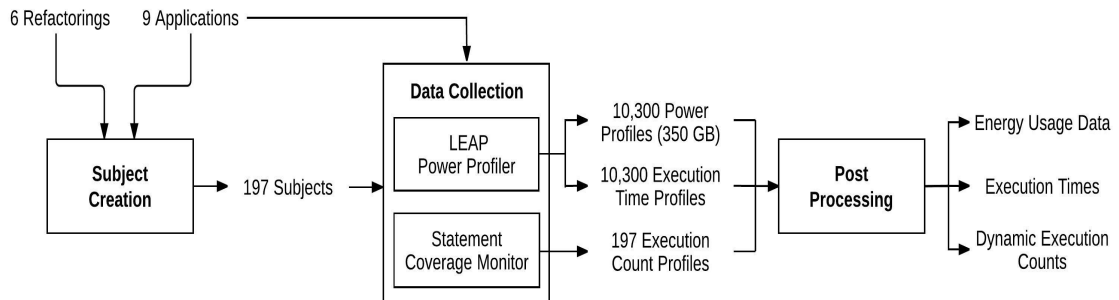 6 Refactorings
9 Applications
Subject
Creation
197 Subjects
Data Collection
LEAP
Power Profiler
Statement
Coverage Monitor
10,300 Power
Profiles (350 GB)
10,300 Execution
Time Profiles
197 Execution
Count Profiles
Post
Processing
Energy Usage Data
Execution Times
Dynamic Execution
Counts